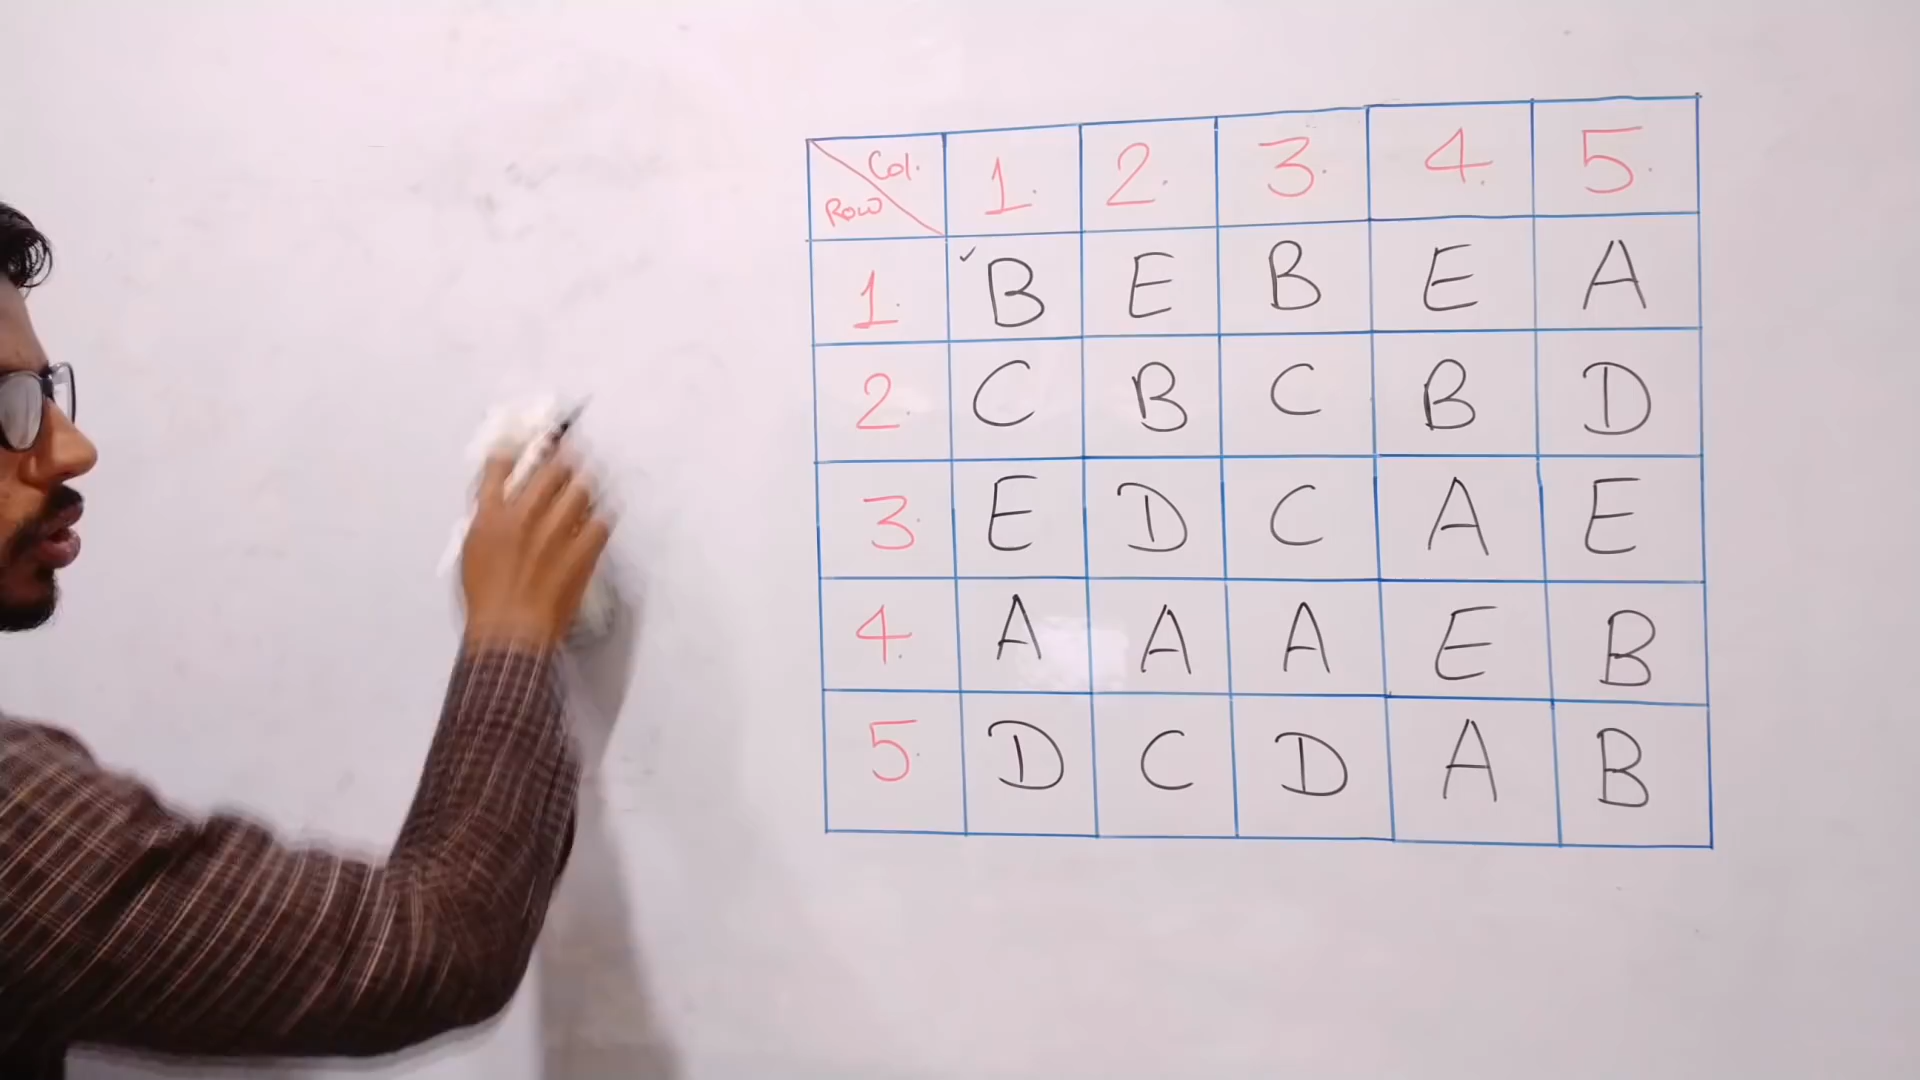 Col. 1. 2. 3. 4. 5.
Row
1. B E B E A
2. C B C B D
3. E D C A E
4. A A A E B
5. D C D A B